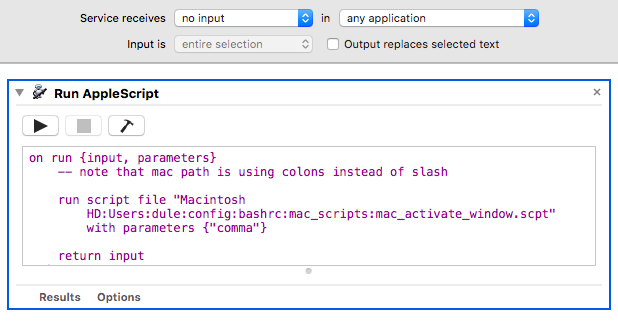 Service receives no input in any application
Input is entire selection Output replaces selected text
Run AppleScript
on run {input, parameters}
-- note that mac path is using colons instead of slash
run script file "Macintosh
HD:Users:dule:config:bashrc:mac_scripts:mac_activate_window.scpt"
with parameters {"comma"}
return input
Results Options